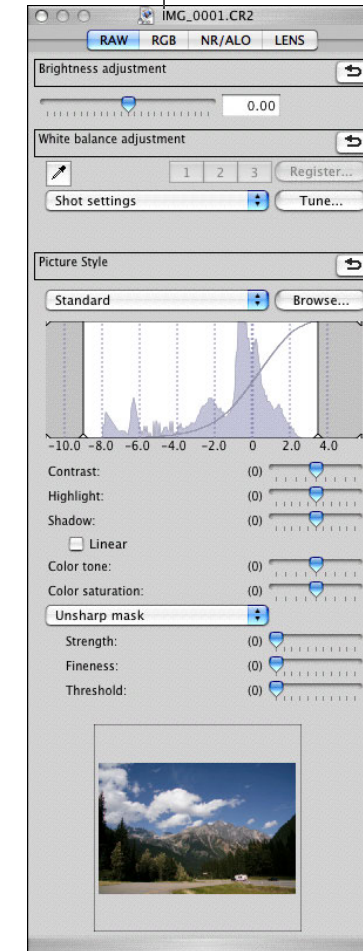 IMG_0001.CR2
RAW RGB NR/ALO LENS
Brightness adjustment
0.00
White balance adjustment
1 2 3 Register...
Shot settings Tune...
Picture Style
Standard Browse...
-10.0 -8.0 -6.0 -4.0 -2.0 0 2.0 4.0
Contrast: (0)
Highlight: (0)
Shadow: (0)
Linear
Color tone: (0)
Color saturation: (0)
Unsharp mask
Strength: (0)
Fineness: (0)
Threshold: (0)